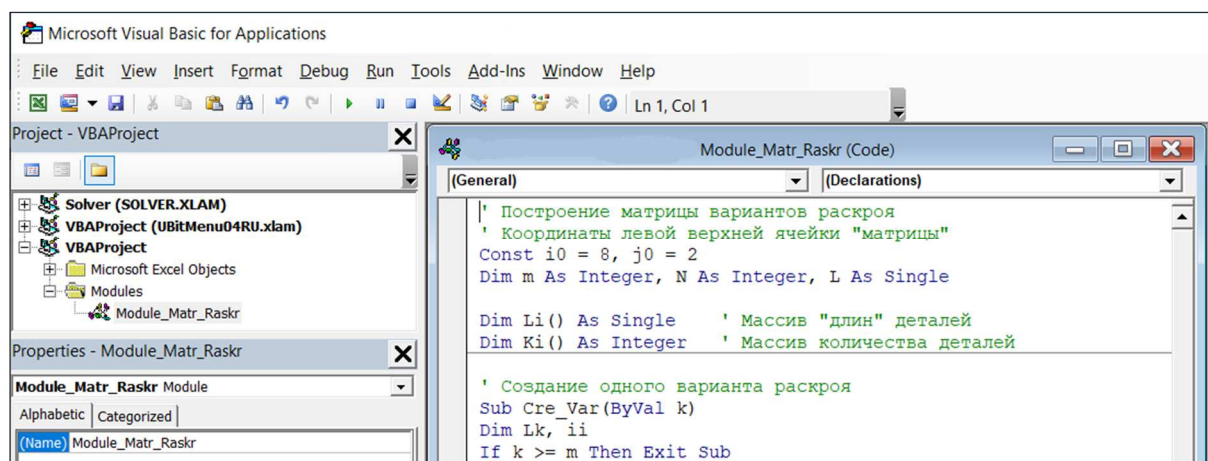 Microsoft Visual Basic for Applications
File Edit View Insert Format Debug Run Tools Add-Ins Window Help
Ln 1, Col 1
Project - VBAProject
Solver (SOLVER.XLAM)
VBAProject (UBitMenu04RU.xlam)
VBAProject
Microsoft Excel Objects
Modules
Module_Matr_Raskr
Properties - Module_Matr_Raskr
Module_Matr_Raskr Module
Alphabetic Categorized
(Name) Module_Matr_Raskr
Module_Matr_Raskr (Code)
(General) (Declarations)
' Построение матрицы вариантов раскроя
' Координаты левой верхней ячейки "матрицы"
Const i0 = 8, j0 = 2
Dim m As Integer, N As Integer, L As Single
Dim Li() As Single ' Массив "длин" деталей
Dim Ki() As Integer ' Массив количества деталей
' Создание одного варианта раскроя
Sub Cre_Var(ByVal k)
Dim Lk, ii
If k >= m Then Exit Sub